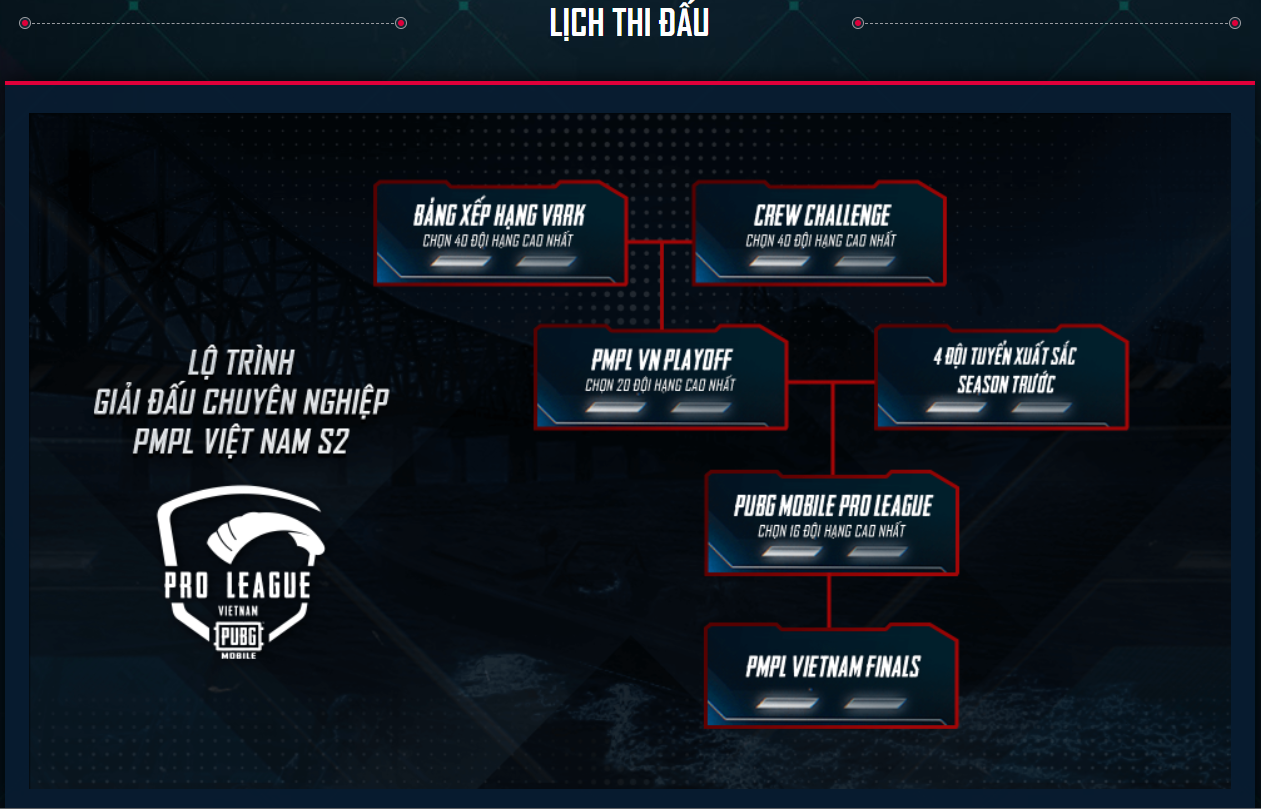 LỊCH THI ĐẤU
BẢNG XẾP HẠNG VRRK
CHỌN 40 ĐỘI HẠNG CAO NHẤT
CREW CHALLENGE
CHỌN 40 ĐỘI HẠNG CAO NHẤT
PMPL VN PLAYOFF
CHỌN 20 ĐỘI HẠNG CAO NHẤT
4 ĐỘI TUYỂN XUẤT SẮC
SEASON TRƯỚC
LỘ TRÌNH
GIẢI ĐẤU CHUYÊN NGHIỆP
PMPL VIỆT NAM S2
PUBG MOBILE PRO LEAGUE
CHỌN 16 ĐỘI HẠNG CAO NHẤT
PRO LEAGUE
VIETNAM
PUBG
MOBILE
PMPL VIETNAM FINALS